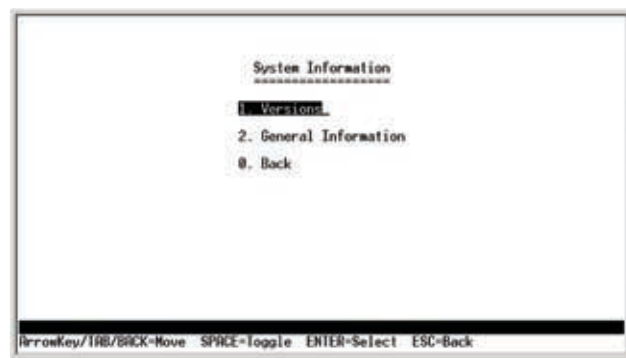 System Information
==================
1. Versions
2. General Information
0. Back
ArrowKey/TAB/BACK=Move SPACE=Toggle ENTER=Select ESC=Back